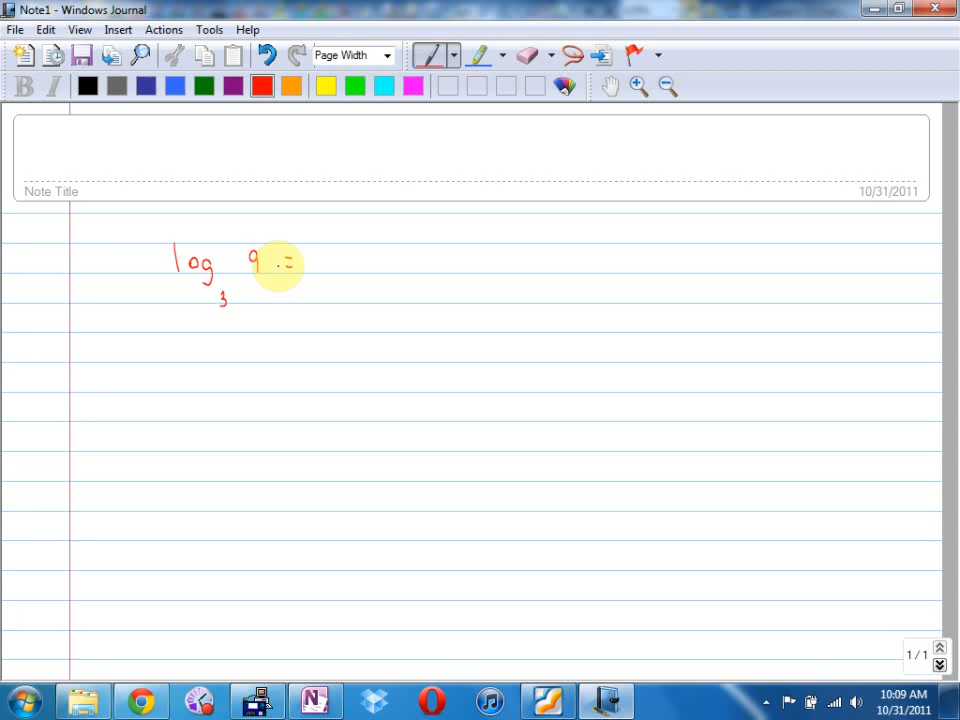 Note1 - Windows Journal
File Edit View Insert Actions Tools Help
Page Width
B I
Note Title 10/31/2011
log 9 =
3
1 / 1
10:09 AM
10/31/2011